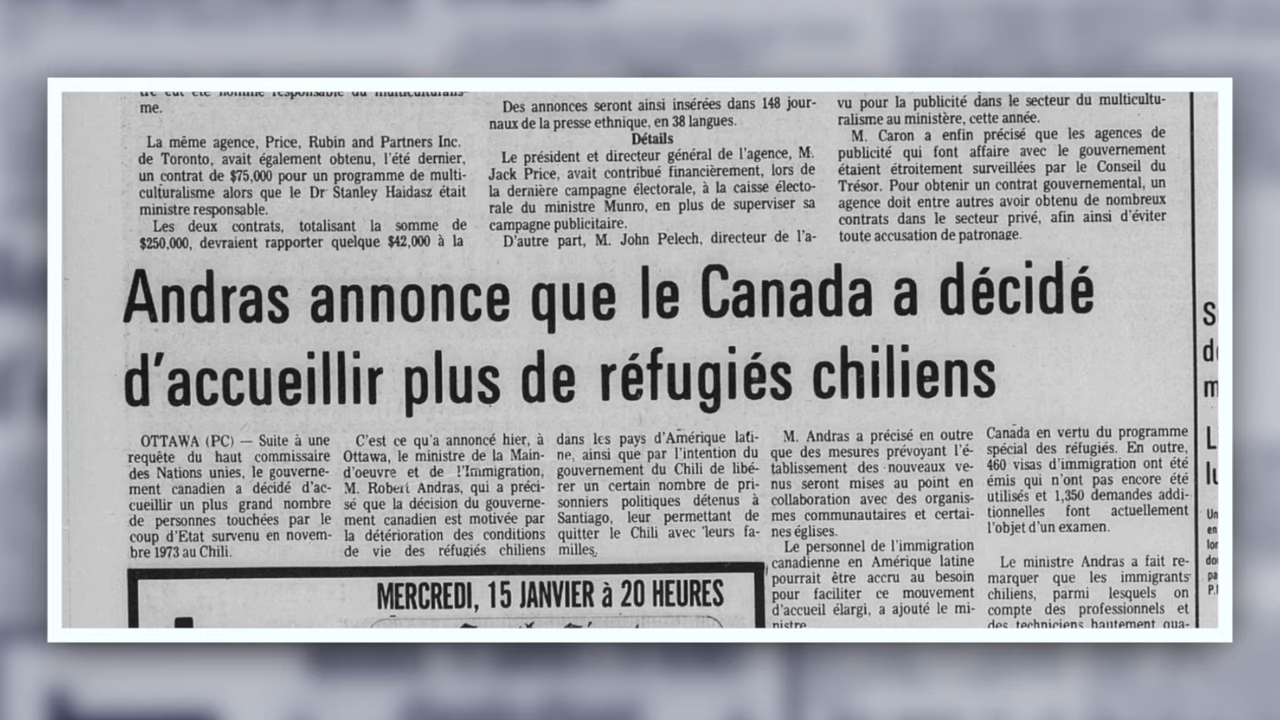 tre eut été nommé responsable du multiculturalis-
me.
La même agence, Price, Rubin and Partners Inc.
de Toronto, avait également obtenu, l'été dernier,
un contrat de $75,000 pour un programme de multi-
culturalisme alors que le Dr Stanley Haidasz était
ministre responsable.
Les deux contrats, totalisant la somme de
$250,000, devraient rapporter quelque $42,000 à la
Des annonces seront ainsi insérées dans 148 jour-
naux de la presse ethnique, en 38 langues.
Détails
Le président et directeur général de l'agence, M.
Jack Price, avait contribué financièrement, lors de
la dernière campagne électorale, à la caisse électo-
rale du ministre Munro, en plus de superviser sa
campagne publicitaire.
D'autre part, M. John Pelech, directeur de l'a-
vu pour la publicité dans le secteur du multicultu-
ralisme au ministère, cette année.
M. Caron a enfin précisé que les agences de
publicité qui font affaire avec le gouvernement
étaient étroitement surveillées par le Conseil du
Trésor. Pour obtenir un contrat gouvernemental, un
agence doit entre autres avoir obtenu de nombreux
contrats dans le secteur privé, afin ainsi d'éviter
toute accusation de patronage.
Andras annonce que le Canada a décidé
d'accueillir plus de réfugiés chiliens
OTTAWA (PC) — Suite à une
requête du haut commissaire
des Nations unies, le gouverne-
ment canadien a décidé d'ac-
cueillir un plus grand nombre
de personnes touchées par le
coup d'Etat survenu en novem-
bre 1973 au Chili.
C'est ce qu'a annoncé hier, à
Ottawa, le ministre de la Main-
d'oeuvre et de l'Immigration,
M. Robert Andras, qui a préci-
sé que la décision du gouverne-
ment canadien est motivée par
la détérioration des conditions
de vie des réfugiés chiliens
dans les pays d'Amérique lati-
ne, ainsi que par l'intention du
gouvernement du Chili de libé-
rer un certain nombre de pri-
sonniers politiques détenus à
Santiago, leur permettant de
quitter le Chili avec leurs fa-
milles.
M. Andras a précisé en outre
que des mesures prévoyant l'é-
tablissement des nouveaux ve-
nus seront mises au point en
collaboration avec des organis-
mes communautaires et certai-
nes églises.
Le personnel de l'immigration
canadienne en Amérique latine
pourrait être accru au besoin
pour faciliter ce mouvement
d'accueil élargi, a ajouté le mi-
nistre.
Canada en vertu du programme
spécial des réfugiés. En outre,
460 visas d'immigration ont été
émis qui n'ont pas encore été
utilisés et 1,350 demandes addi-
tionnelles font actuellement
l'objet d'un examen.
Le ministre Andras a fait re-
marquer que les immigrants
chiliens, parmi lesquels on
compte des professionnels et
des techniciens hautement qua-
MERCREDI, 15 JANVIER à 20 HEURES
S
d
m
L
lu
Un
en
lor
do
pa
P.